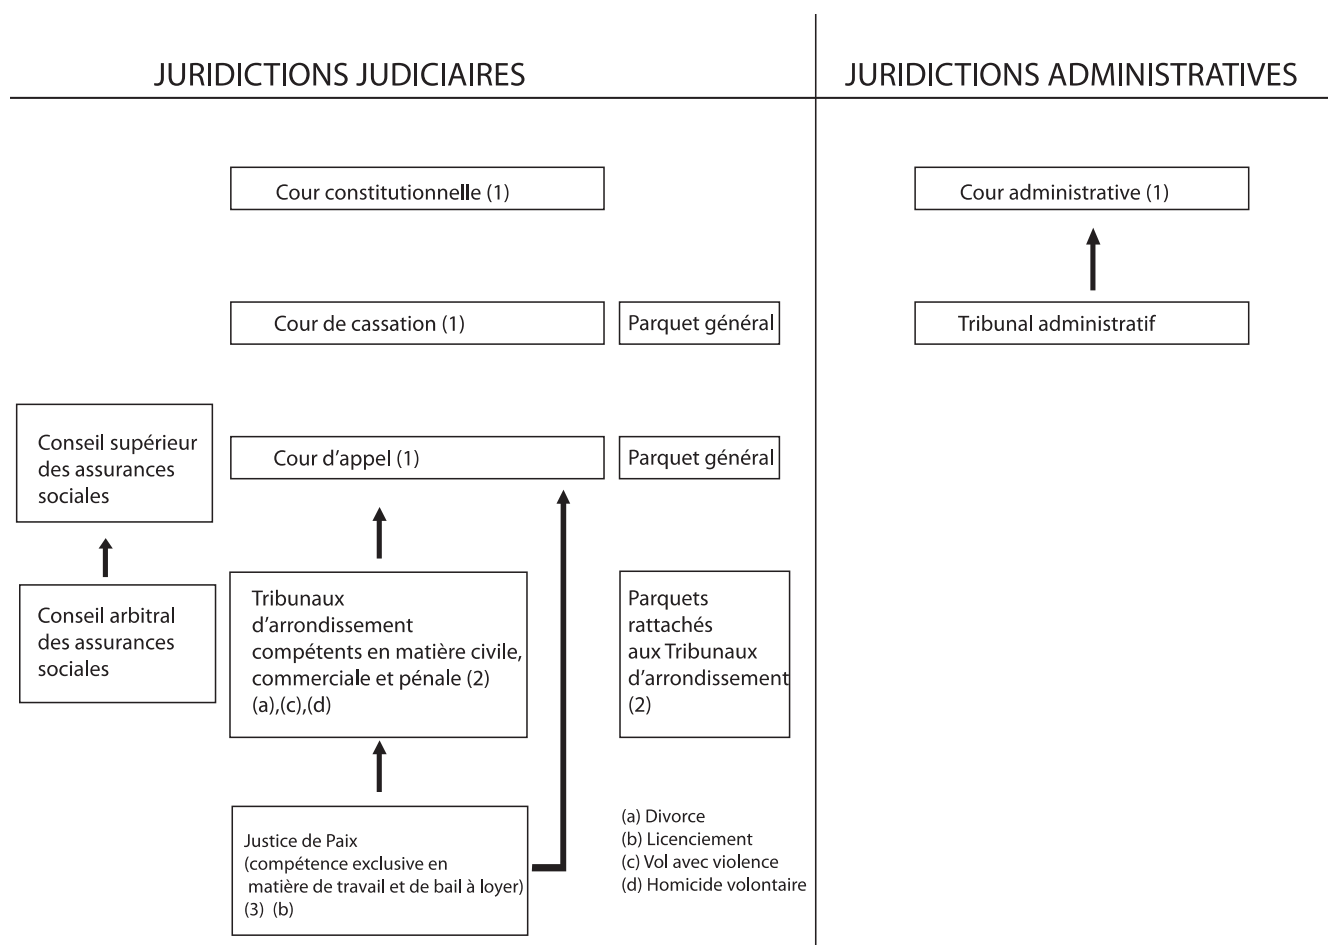 JURIDICTIONS JUDICIAIRES
JURIDICTIONS ADMINISTRATIVES
Cour constitutionnelle (1)
Cour administrative (1)
Cour de cassation (1)
Parquet général
Tribunal administratif
Conseil supérieur
des assurances
sociales
Cour d'appel (1)
Parquet général
Conseil arbitral
des assurances
sociales
Tribunaux
d'arrondissement
compétents en matière civile,
commerciale et pénale (2)
(a),(c),(d)
Parquets
rattachés
aux Tribunaux
d'arrondissement
(2)
Justice de Paix
(compétence exclusive en
matière de travail et de bail à loyer)
(3) (b)
(a) Divorce
(b) Licenciement
(c) Vol avec violence
(d) Homicide volontaire